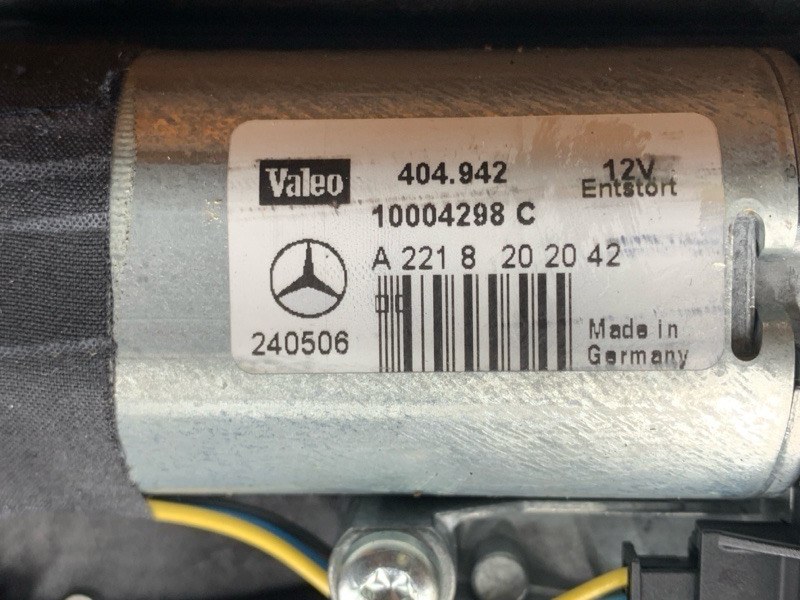 Valeo 404.942 12V
Entstört
10004298 C
A 221 8 20 20 42
240506
Made in
Germany